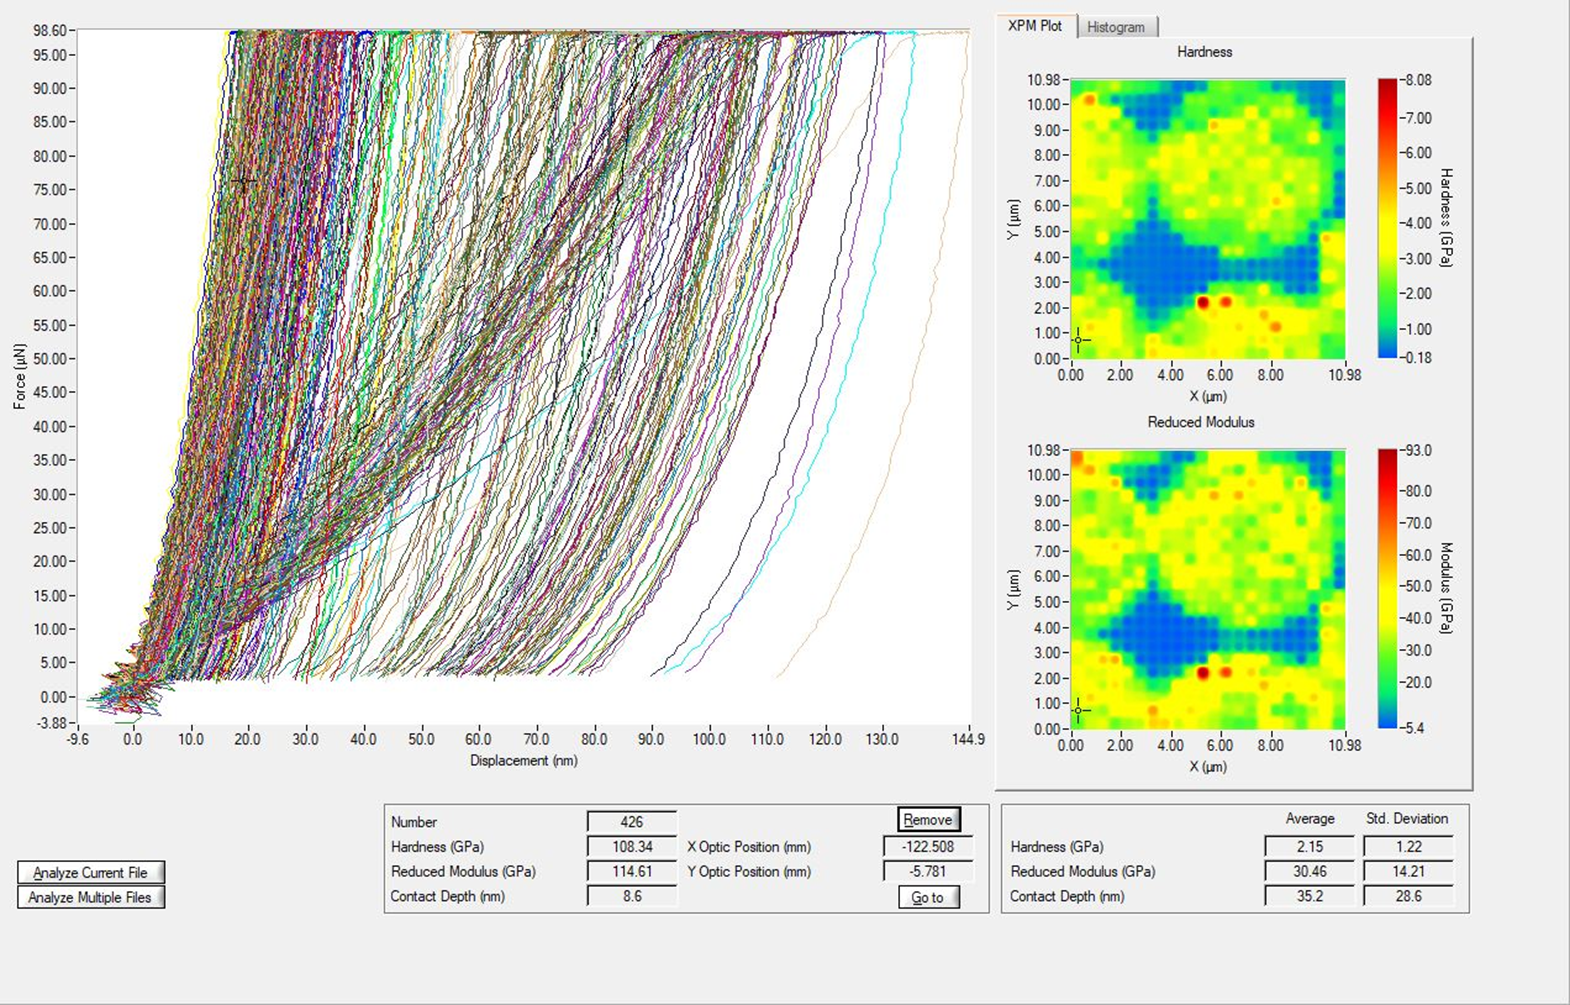 XPM Plot
Histogram
98.60
95.00
90.00
85.00
80.00
75.00
70.00
65.00
60.00
55.00
50.00
45.00
40.00
35.00
30.00
25.00
20.00
15.00
10.00
5.00
0.00
-3.88
Force (µN)
-9.6 0.0 10.0 20.0 30.0 40.0 50.0 60.0 70.0 80.0 90.0 100.0 110.0 120.0 130.0 144.9
Displacement (nm)
Hardness
10.98
10.00
9.00
8.00
7.00
6.00
5.00
4.00
3.00
2.00
1.00
0.00
Y (µm)
0.00 2.00 4.00 6.00 8.00 10.98
X (µm)
8.08
7.00
6.00
5.00
4.00
3.00
2.00
1.00
0.18
Hardness (GPa)
Reduced Modulus
10.98
10.00
9.00
8.00
7.00
6.00
5.00
4.00
3.00
2.00
1.00
0.00
Y (µm)
0.00 2.00 4.00 6.00 8.00 10.98
X (µm)
93.0
80.0
70.0
60.0
50.0
40.0
30.0
20.0
5.4
Modulus (GPa)
Analyze Current File
Analyze Multiple Files
Number 426 Remove
Hardness (GPa) 108.34 X Optic Position (mm) -122.508
Reduced Modulus (GPa) 114.61 Y Optic Position (mm) -5.781
Contact Depth (nm) 8.6 Go to
Average Std. Deviation
Hardness (GPa) 2.15 1.22
Reduced Modulus (GPa) 30.46 14.21
Contact Depth (nm) 35.2 28.6